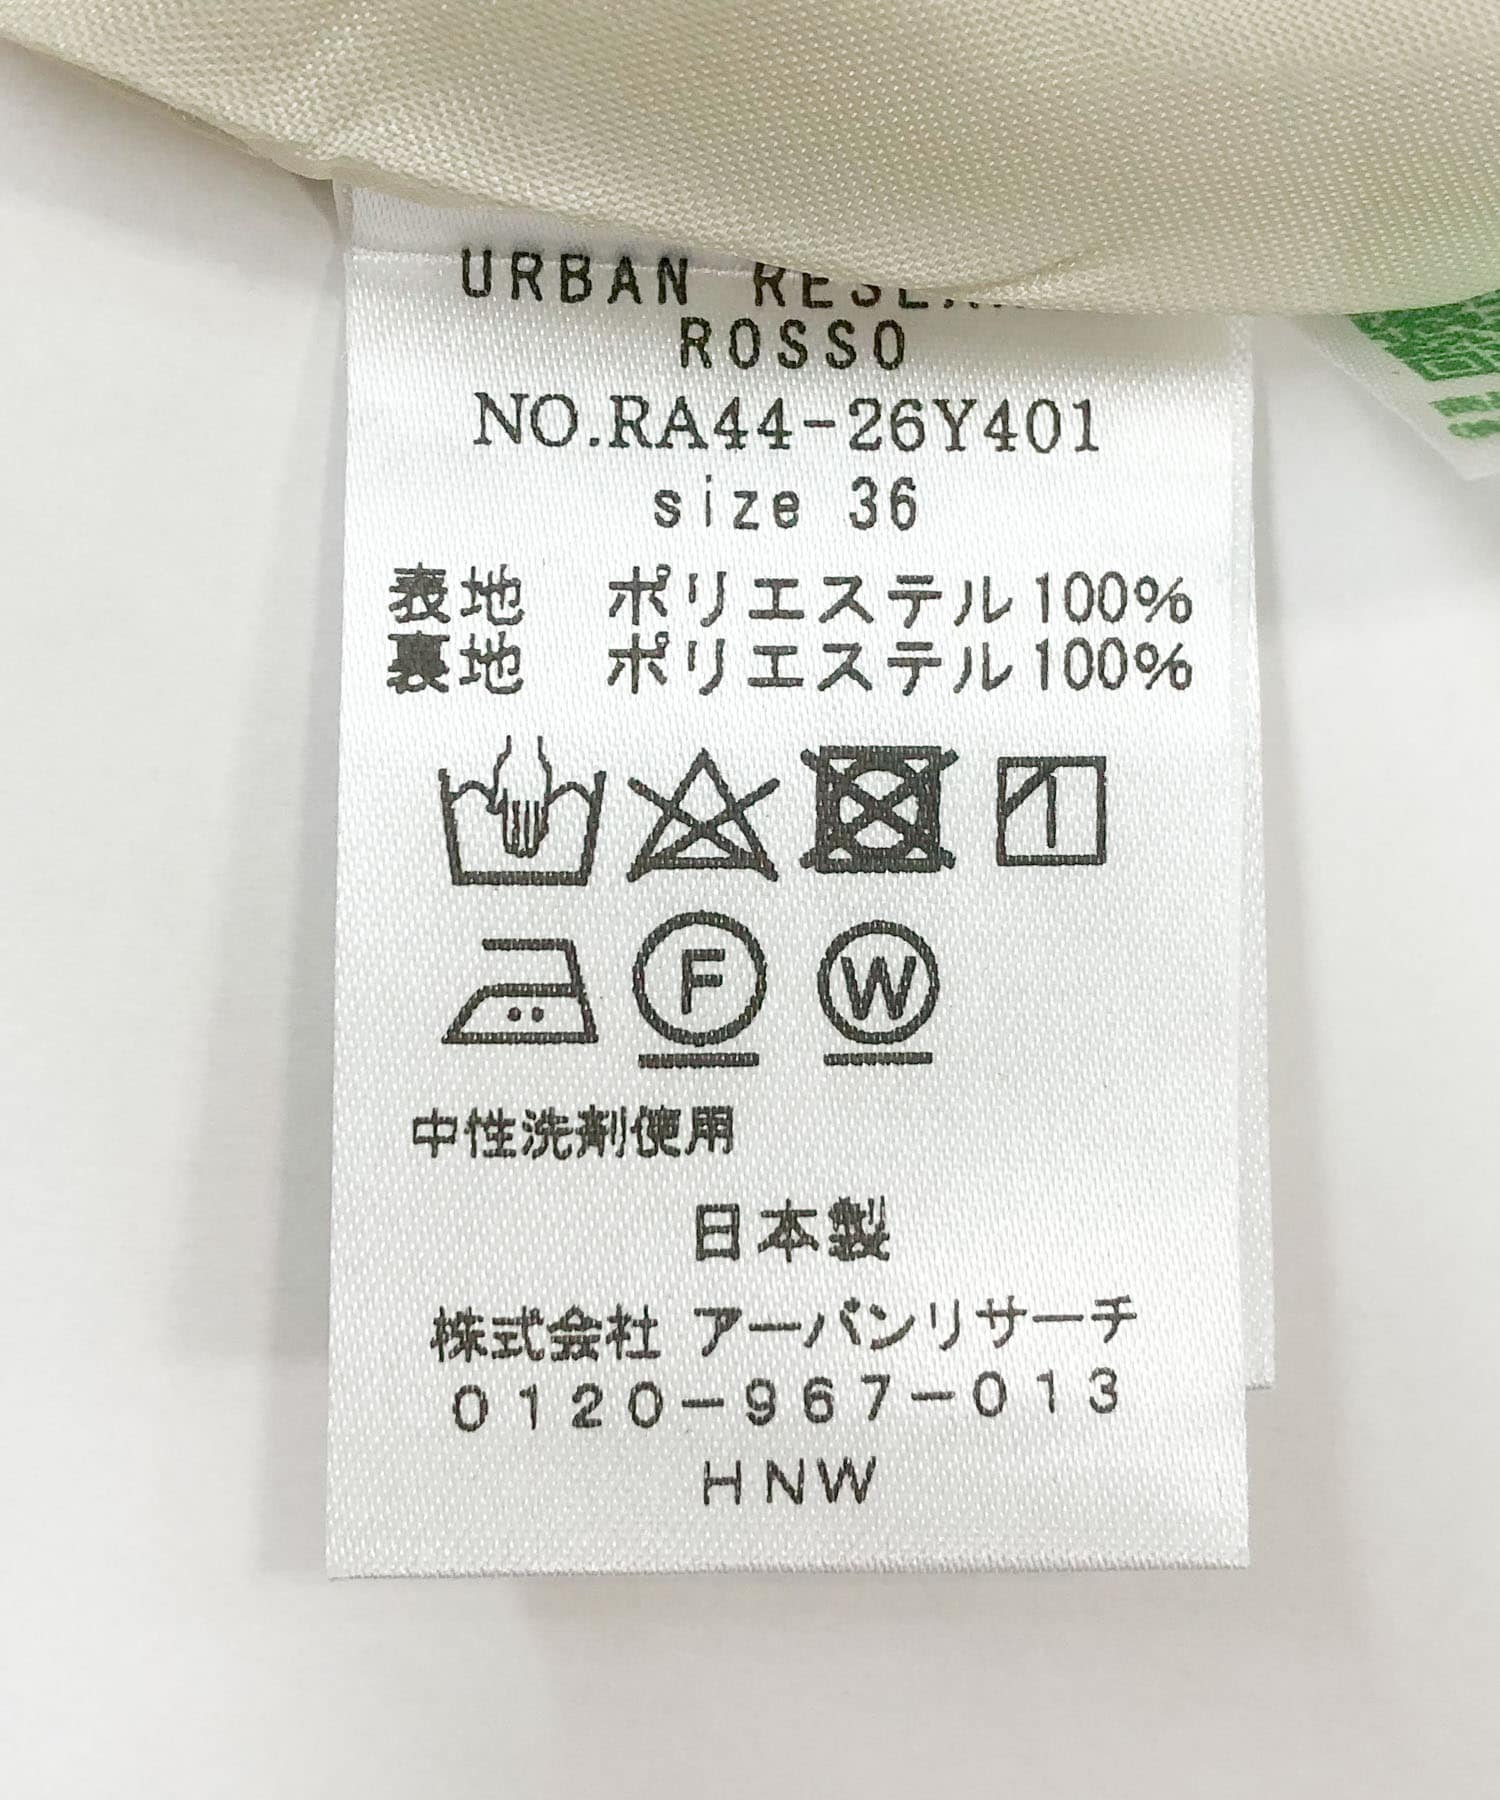 URBAN
ROSSO
NO.RA44-26Y401
size 36
表地 ポリエステル100%
裏地 ポリエステル100%
F W
中性洗剤使用
日本製
株式会社 アーバンリサーチ
0120-967-013
HNW